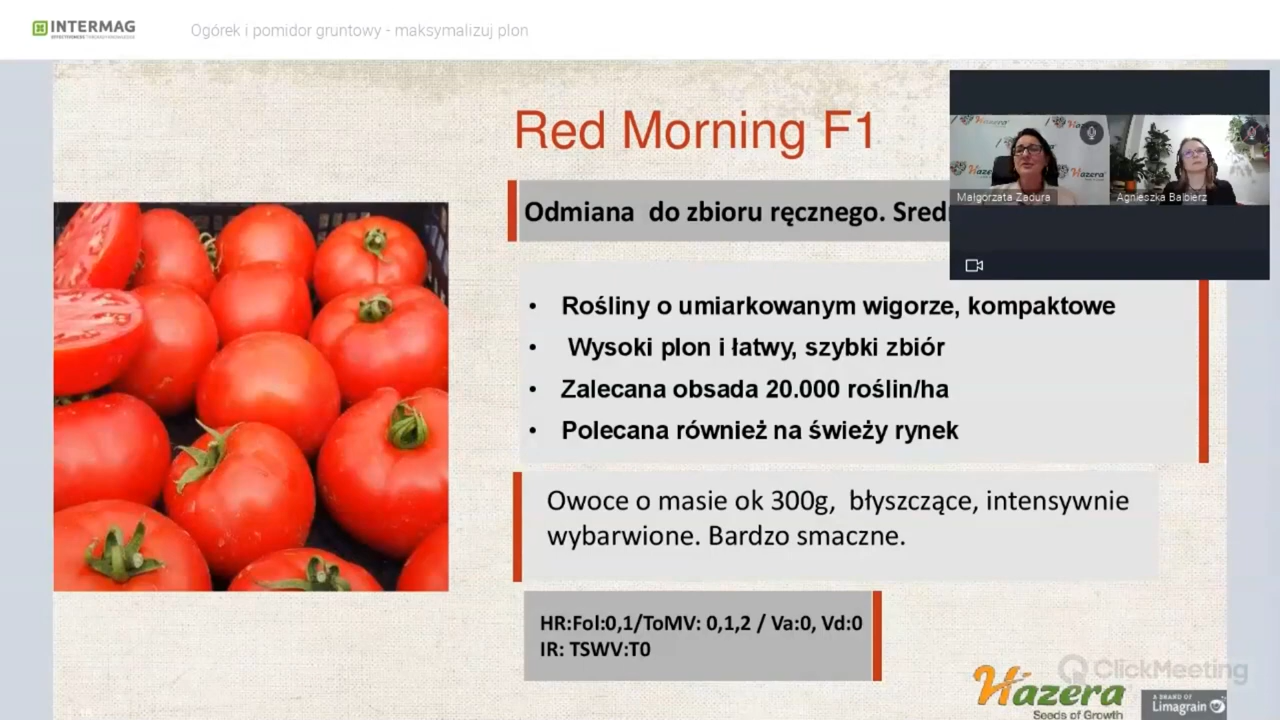 INTERMAG
Ogórek i pomidor gruntowy - maksymalizuj plon
Red Morning F1
Małgorzata Zadura
Agnieszka Balbierz
Hazera
Hazera
Odmiana do zbioru ręcznego.
• Rośliny o umiarkowanym wigorze, kompaktowe
• Wysoki plon i łatwy, szybki zbiór
• Zalecana obsada 20.000 roślin/ha
• Polecana również na świeży rynek
Owoce o masie ok 300g, błyszczące, intensywnie
wybarwione. Bardzo smaczne.
HR:Fol:0,1/ToMV: 0,1,2 / Va:0, Vd:0
IR: TSWV:T0
ClickMeeting
Hazera
Seeds of Growth
A BRAND OF
Limagrain